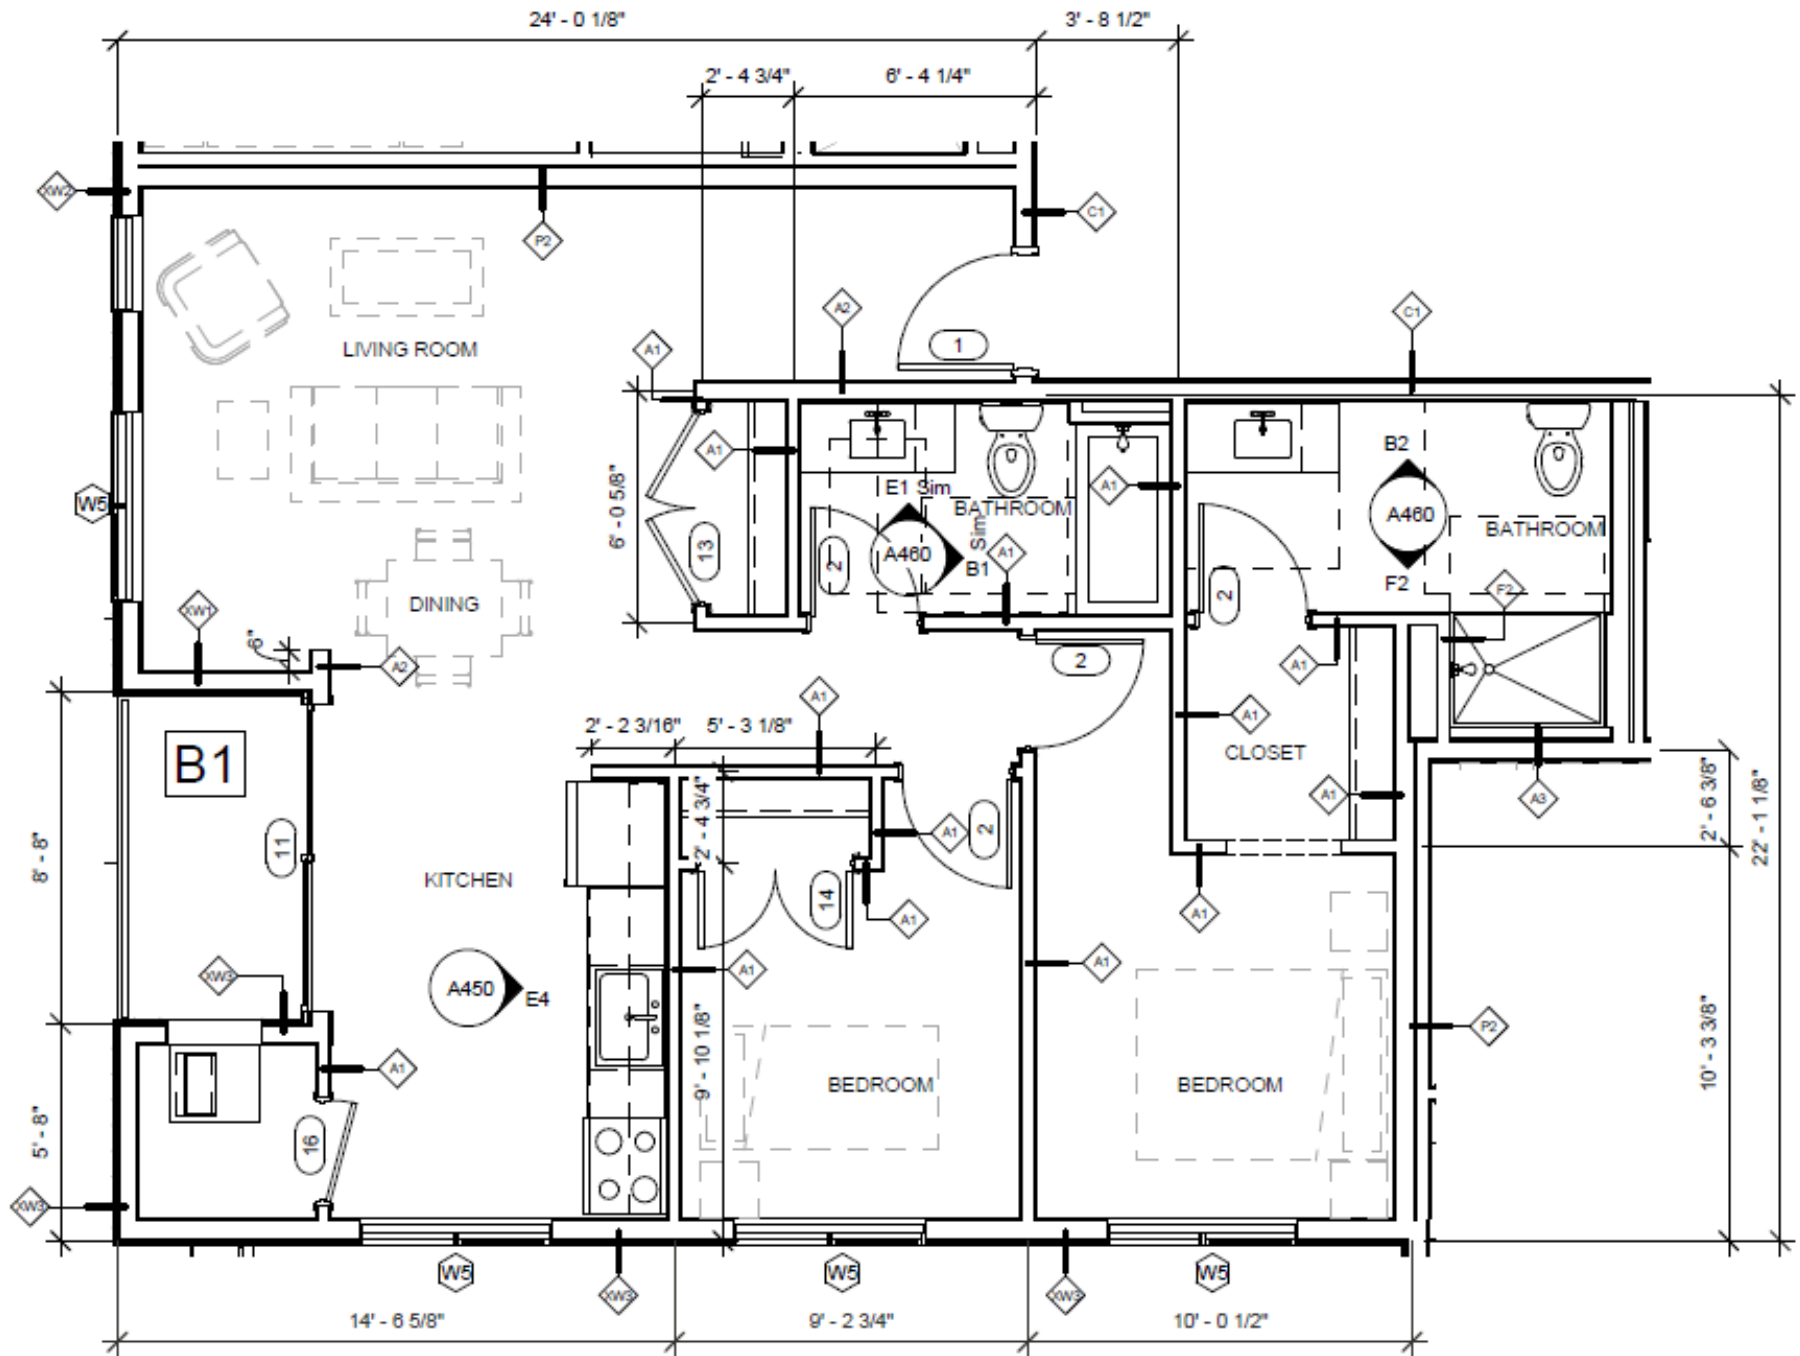 24' - 0 1/8"
3' - 8 1/2"
2' - 4 3/4"
6' - 4 1/4"
XW2
C1
P2
A2
C1
1
A1
LIVING ROOM
A1
B2
E1 Sim
A1
W5
BATHROOM
A460
BATHROOM
6' - 0 5/8"
13
Sim
A460
A1
2
B1
F2
F2
2
XW1
DINING
6"
A2
2
A1
A1
A1
2' - 2 3/16"
5' - 3 1/8"
CLOSET
B1
2' - 4 3/4"
A1
A3
2' - 6 3/8"
22' - 1 1/8"
11
A1
2
8' - 8"
KITCHEN
14
A1
A1
XW3
A1
A1
A450
E4
9' - 10 1/8"
P2
10' - 3 3/8"
A1
BEDROOM
BEDROOM
5' - 8"
16
XW3
W5
W5
W5
XW3
XW3
14' - 6 5/8"
9' - 2 3/4"
10' - 0 1/2"